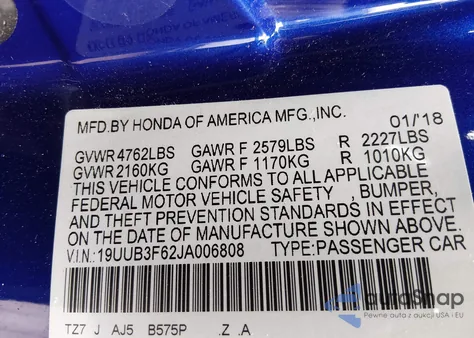 MFD.BY HONDA OF AMERICA MFG.,INC. 01/18
GVWR 4762LBS GAWR F 2579LBS R 2227LBS
GVWR 2160KG GAWR F 1170KG R 1010KG
THIS VEHICLE CONFORMS TO ALL APPLICABLE
FEDERAL MOTOR VEHICLE SAFETY , BUMPER,
AND THEFT PREVENTION STANDARDS IN EFFECT
ON THE DATE OF MANUFACTURE SHOWN ABOVE.
V.I.N.:19UUB3F62JA006808 TYPE:PASSENGER CAR
TZ7 J AJ5 B575P .Z .A
autoSnap
Pewne auta z aukcji USA i EU